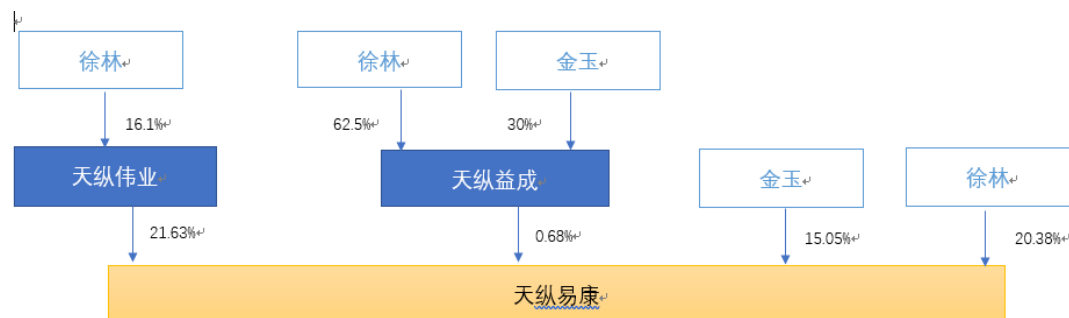 徐林
徐林
金玉
16.1%
62.5%
30%
天纵伟业
天纵益成
金玉
徐林
21.63%
0.68%
15.05%
20.38%
天纵易康